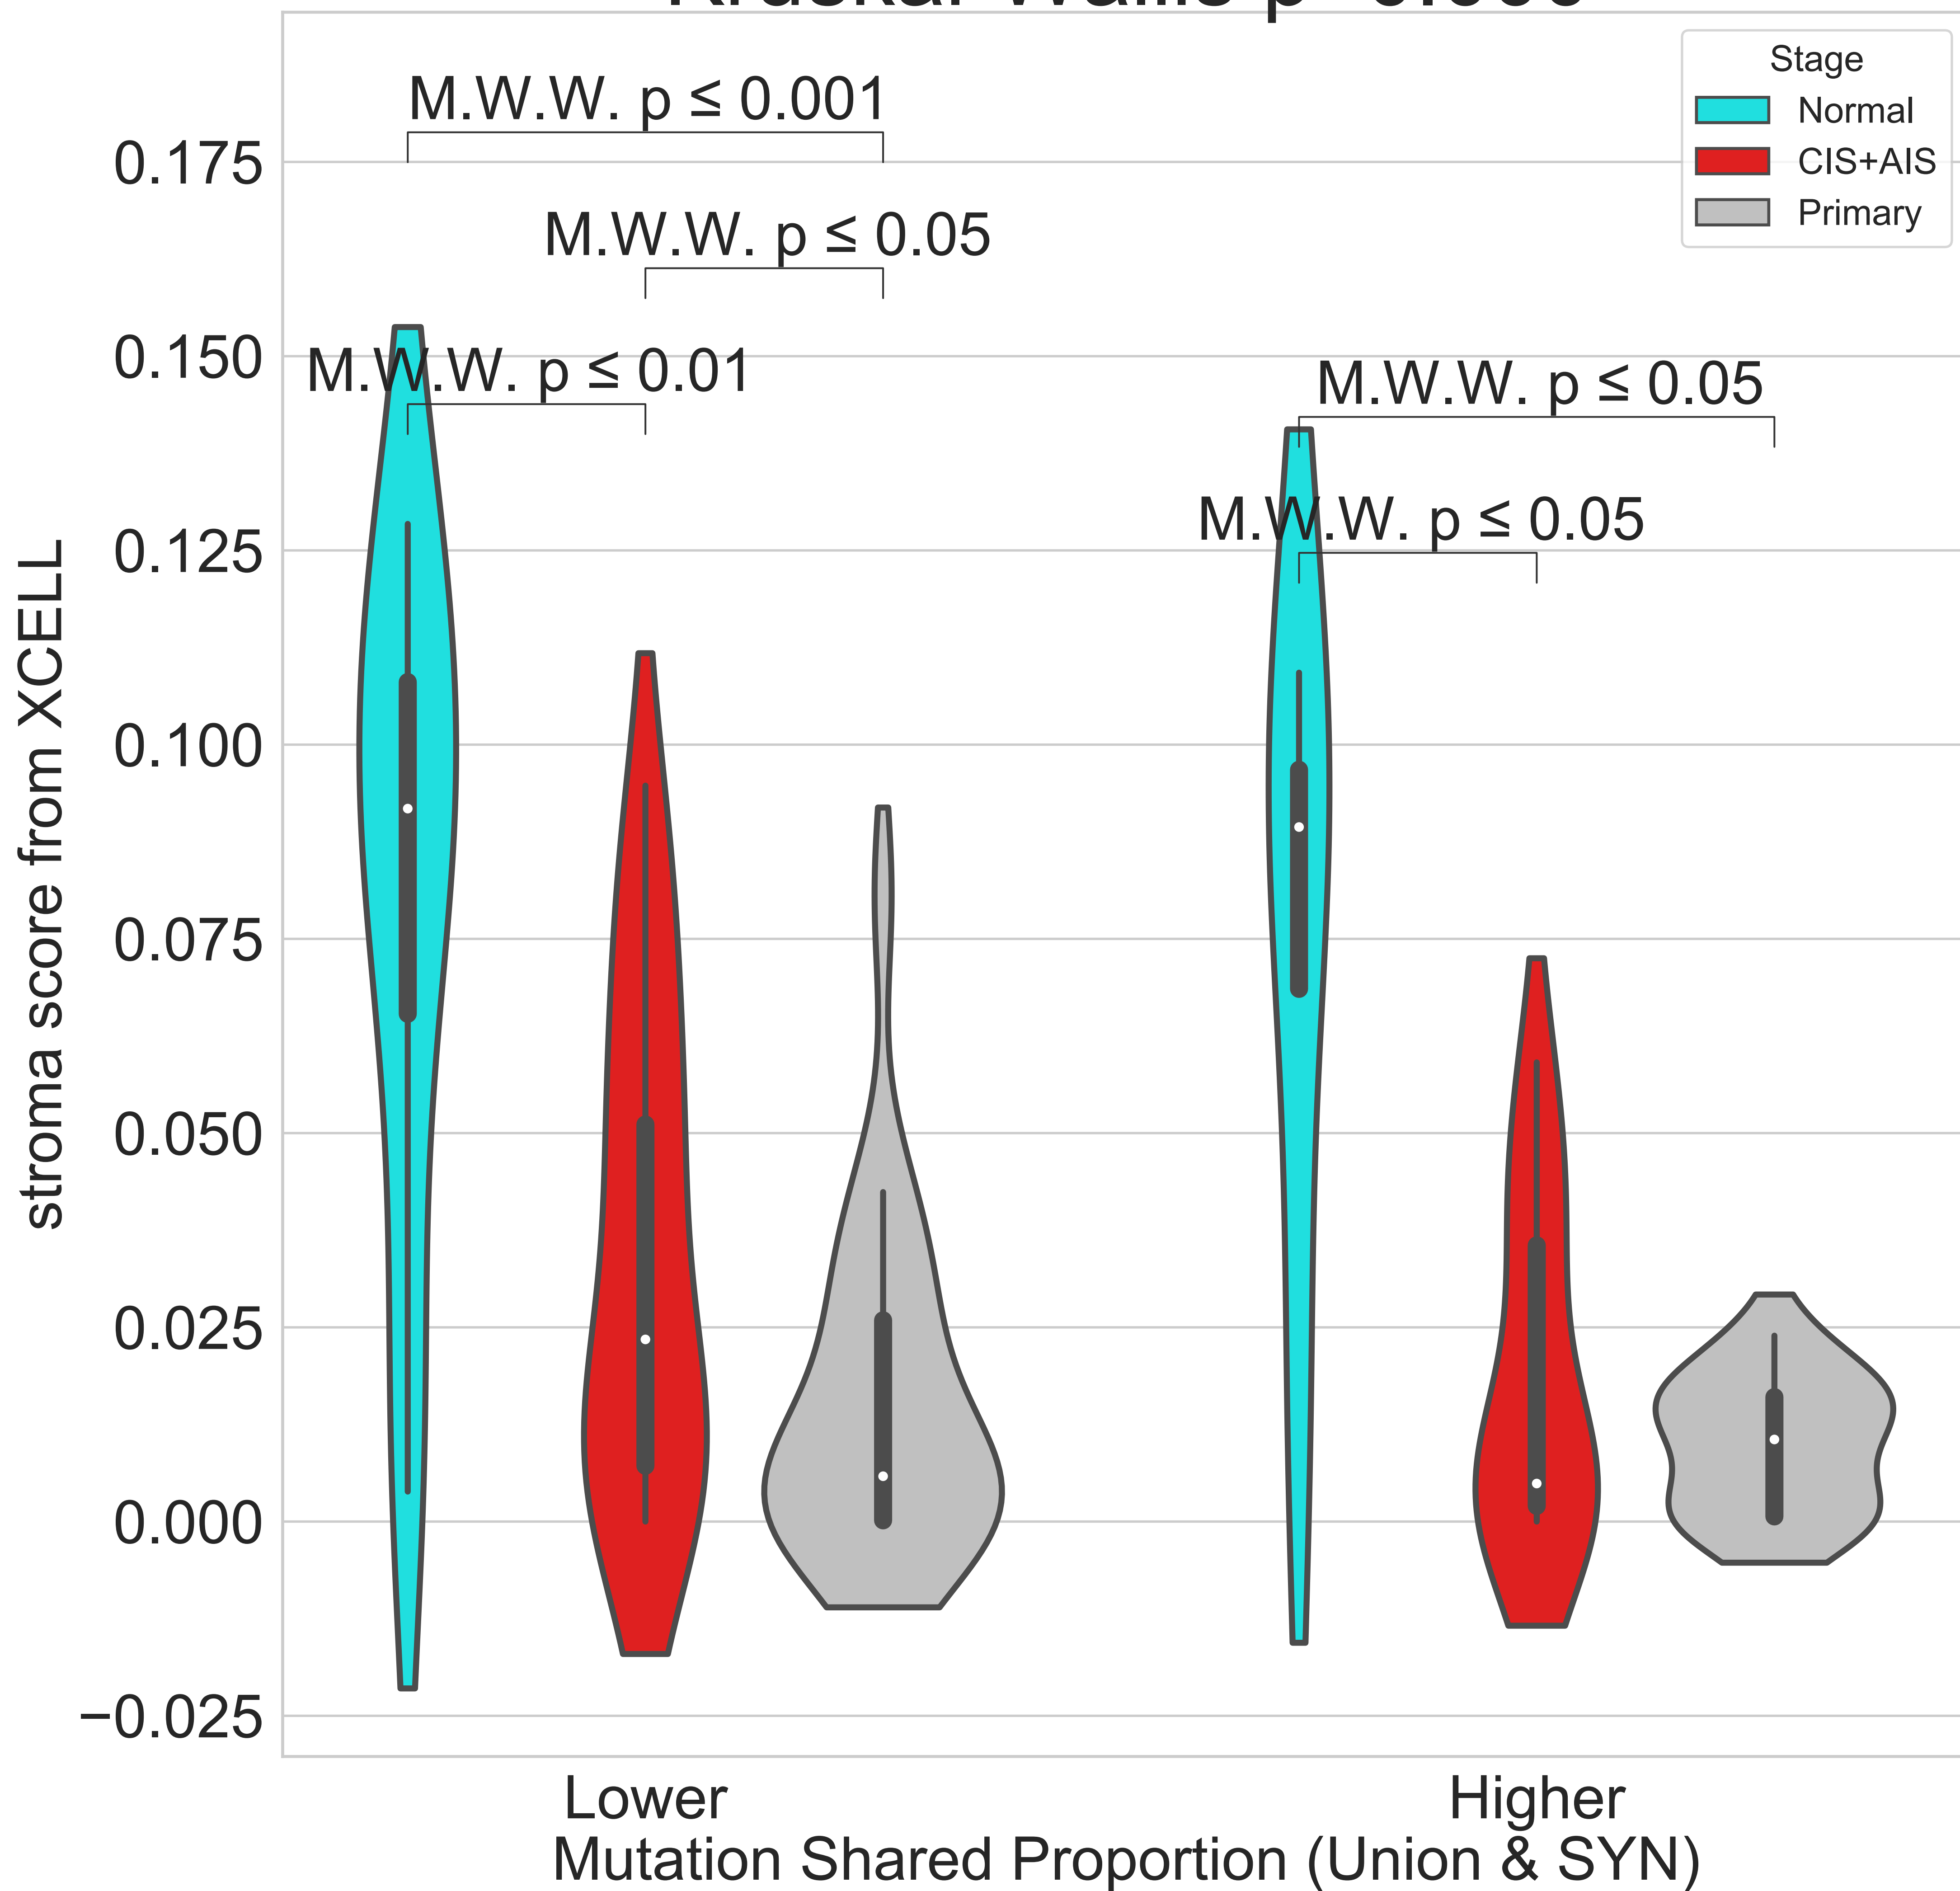 Stage
Normal
CIS+AIS
Primary
M.W.W. p ≤ 0.001
M.W.W. p ≤ 0.05
M.W.W. p ≤ 0.01
M.W.W. p ≤ 0.05
M.W.W. p ≤ 0.05
0.175
0.150
0.125
0.100
0.075
0.050
0.025
0.000
−0.025
stroma score from XCELL
Lower
Higher
Mutation Shared Proportion (Union & SYN)